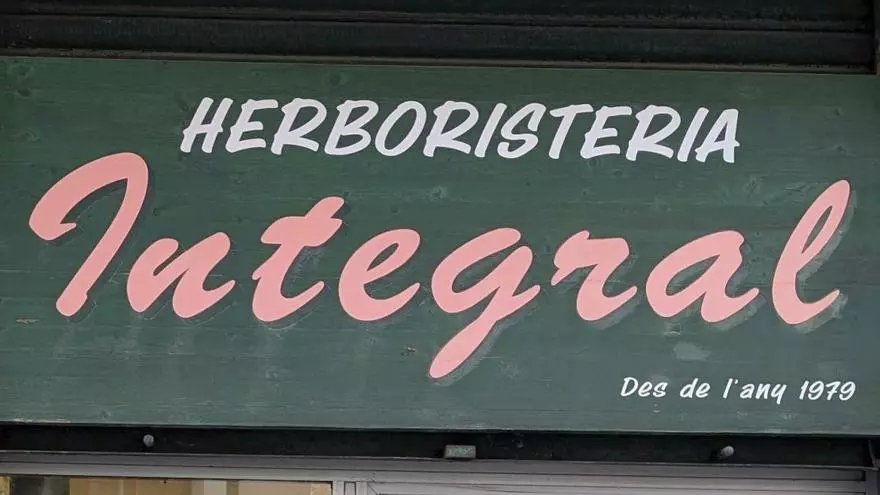 HERBORISTERIA
Integral
Des de l'any 1979